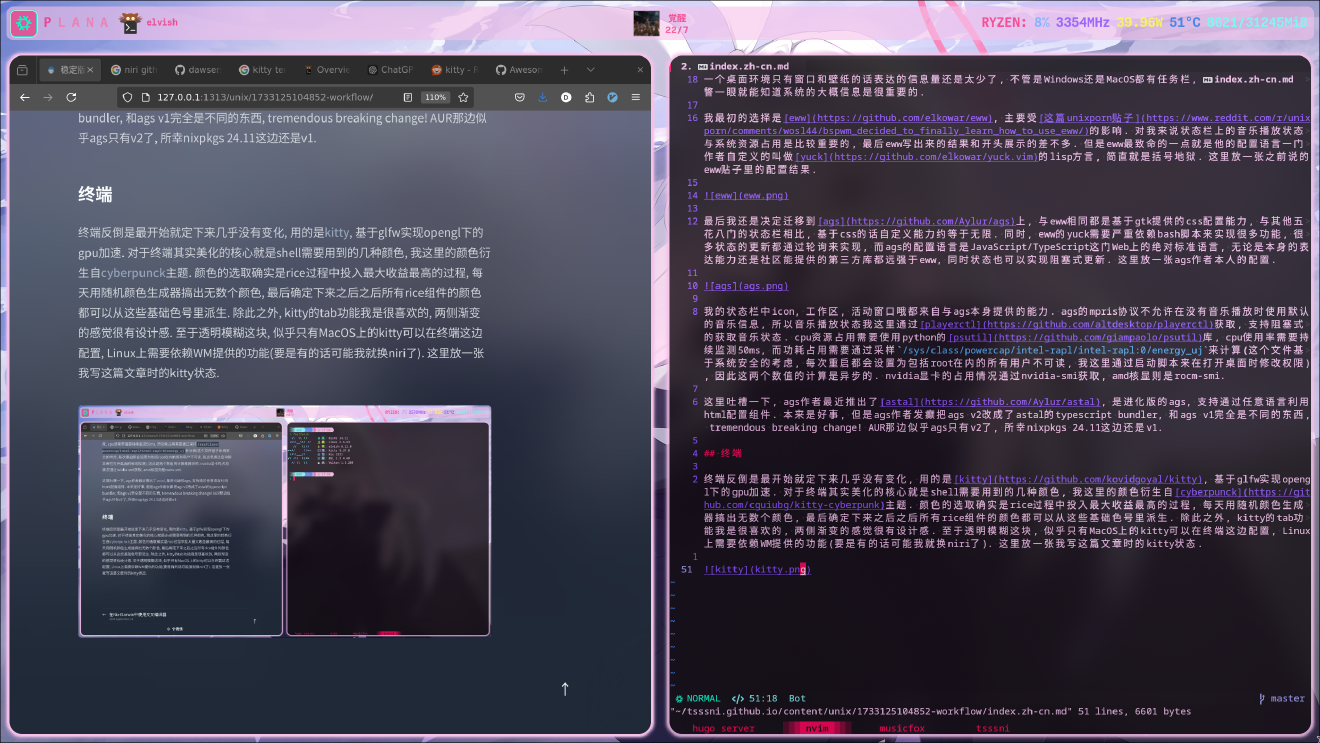 P L A N A
elvish
覚醒
22/7
RYZEN: 8% 3354MHz 39.96W 51°C 8621/31245MiB
稳定版
niri gith
dawser
kitty te
Overvie
ChatGF
kitty - F
Aweson
127.0.0.1:1313/unix/1733125104852-workflow/
110%
bundler, 和ags v1完全是不同的东西, tremendous breaking change! AUR那边似
乎ags只有v2了, 所幸nixpkgs 24.11这边还是v1.
终端
终端反倒是最开始就定下来几乎没有变化, 用的是kitty, 基于glfw实现opengl下的
gpu加速. 对于终端其实美化的核心就是shell需要用到的几种颜色, 我这里的颜色衍
生自cyberpunck主题. 颜色的选取确实是rice过程中投入最大收益最高的过程, 每
天用随机颜色生成器搞出无数个颜色, 最后确定下来之后之后所有rice组件的颜色
都可以从这些基础色号里派生. 除此之外, kitty的tab功能我是很喜欢的, 两侧渐变
的感觉很有设计感. 至于透明模糊这块, 似乎只有MacOS上的kitty可以在终端这边
配置, Linux上需要依赖WM提供的功能(要是有的话可能我就换niri了). 这里放一张
我写这篇文章时的kitty状态.
终端
↑
2. index.zh-cn.md
18 一个桌面环境只有窗口和壁纸的话表达的信息量还是太少了, 不管是Windows还是MacOS都有任务栏, index.zh-cn.md
瞥一眼就能知道系统的大概信息是很重要的.
17
16 我最初的选择是[eww](https://github.com/elkowar/eww), 主要受[这篇unixporn贴子](https://www.reddit.com/r/unix
porn/comments/wosl44/bspwm_decided_to_finally_learn_how_to_use_eww/)的影响. 对我来说状态栏上的音乐播放状态
与系统资源占用是比较重要的, 最后eww写出来的结果和开头展示的差不多. 但是eww最致命的一点就是他的配置语言一门
作者自定义的叫做[yuck](https://github.com/elkowar/yuck.vim)的lisp方言, 简直就是括号地狱. 这里放一张之前说的
eww贴子里的配置结果.
15
14 ![eww](eww.png)
13
12 最后我还是决定迁移到[ags](https://github.com/Aylur/ags)上, 与eww相同都是基于gtk提供的css配置能力, 与其他五
花八门的状态栏相比, 基于css的话自定义能力约等于无限. 同时, eww的yuck需要严重依赖bash脚本来实现很多功能, 很
多状态的更新都通过轮询来实现, 而ags的配置语言是JavaScript/TypeScript这门Web上的绝对标准语言, 无论是本身的表
达能力还是社区能提供的第三方库都远强于eww, 同时状态也可以实现阻塞式更新. 这里放一张ags作者本人的配置.
11
10 ![ags](ags.png)
9
8 我的状态栏中icon, 工作区, 活动窗口哦都来自与ags本身提供的能力. ags的mpris协议不允许在没有音乐播放时使用默认
的音乐信息, 所以音乐播放状态我这里通过[playerctl](https://github.com/altdesktop/playerctl)获取, 支持阻塞式
的获取音乐状态. cpu资源占用需要使用python的[psutil](https://github.com/giampaolo/psutil)库, cpu使用率需要持
续监测50ms, 而功耗占用需要通过采样`/sys/class/powercap/intel-rapl/intel-rapl:0/energy_uj`来计算(这个文件基
于系统安全的考虑, 每次重启都会设置为包括root在内的所有用户不可读, 我这里通过启动脚本来在打开桌面时修改权限)
, 因此这两个数值的计算是异步的. nvidia显卡的占用情况通过nvidia-smi获取, amd核显则是rocm-smi.
7
6 这里吐槽一下, ags作者最近推出了[astal](https://github.com/Aylur/astal), 是进化版的ags, 支持通过任意语言利用
html配置组件. 本来是好事, 但是ags作者发癫把ags v2改成了astal的typescript bundler, 和ags v1完全是不同的东西,
tremendous breaking change! AUR那边似乎ags只有v2了, 所幸nixpkgs 24.11这边还是v1.
5
4 ## 终端
3
2 终端反倒是最开始就定下来几乎没有变化, 用的是[kitty](https://github.com/kovidgoyal/kitty), 基于glfw实现openg
l下的gpu加速. 对于终端其实美化的核心就是shell需要用到的几种颜色, 我这里的颜色衍生自[cyberpunck](https://git
hub.com/cguiubg/kitty-cyberpunk)主题. 颜色的选取确实是rice过程中投入最大收益最高的过程, 每天用随机颜色生成
器搞出无数个颜色, 最后确定下来之后之后所有rice组件的颜色都可以从这些基础色号里派生. 除此之外, kitty的tab功
能我是很喜欢的, 两侧渐变的感觉很有设计感. 至于透明模糊这块, 似乎只有MacOS上的kitty可以在终端这边配置, Linux
上需要依赖WM提供的功能(要是有的话可能我就换niri了). 这里放一张我写这篇文章时的kitty状态.
1
51 ![kitty](kitty.png)
NORMAL </> 51:18 Bot master
"~/tsssni.github.io/content/unix/1733125104852-workflow/index.zh-cn.md" 51 lines, 6601 bytes
hugo server nvim musicfox tsssni